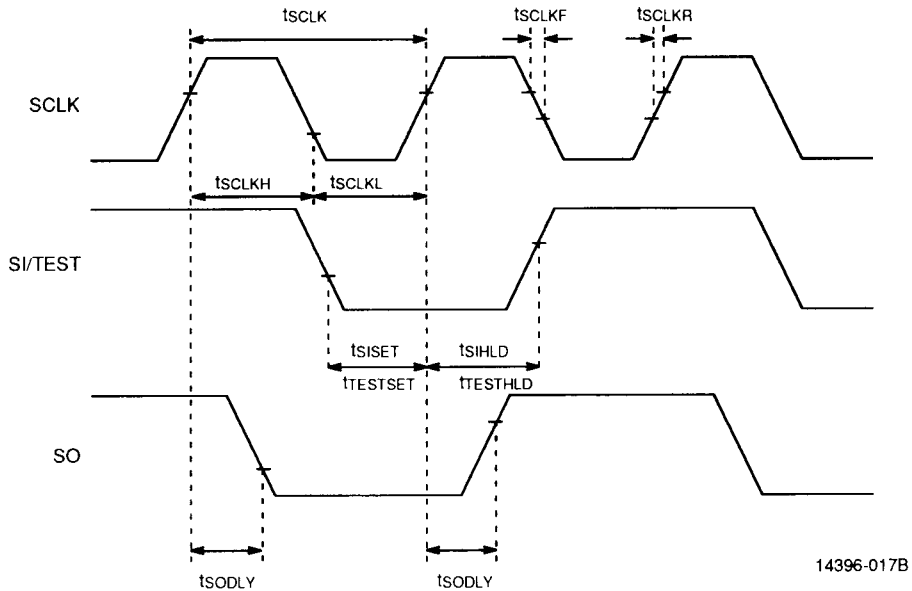 tSCLK
tSCLKF
tSCLKR
SCLK
tSCLKH
tSCLKL
SI/TEST
tSISET
tSIHLD
tTESTSET
tTESTHLD
SO
tSODLY
tSODLY
14396-017B